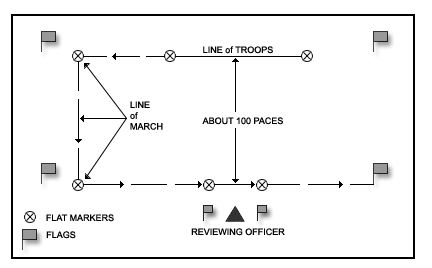 LINE of TROOPS
LINE
of
MARCH
ABOUT 100 PACES
FLAT MARKERS
FLAGS
REVIEWING OFFICER